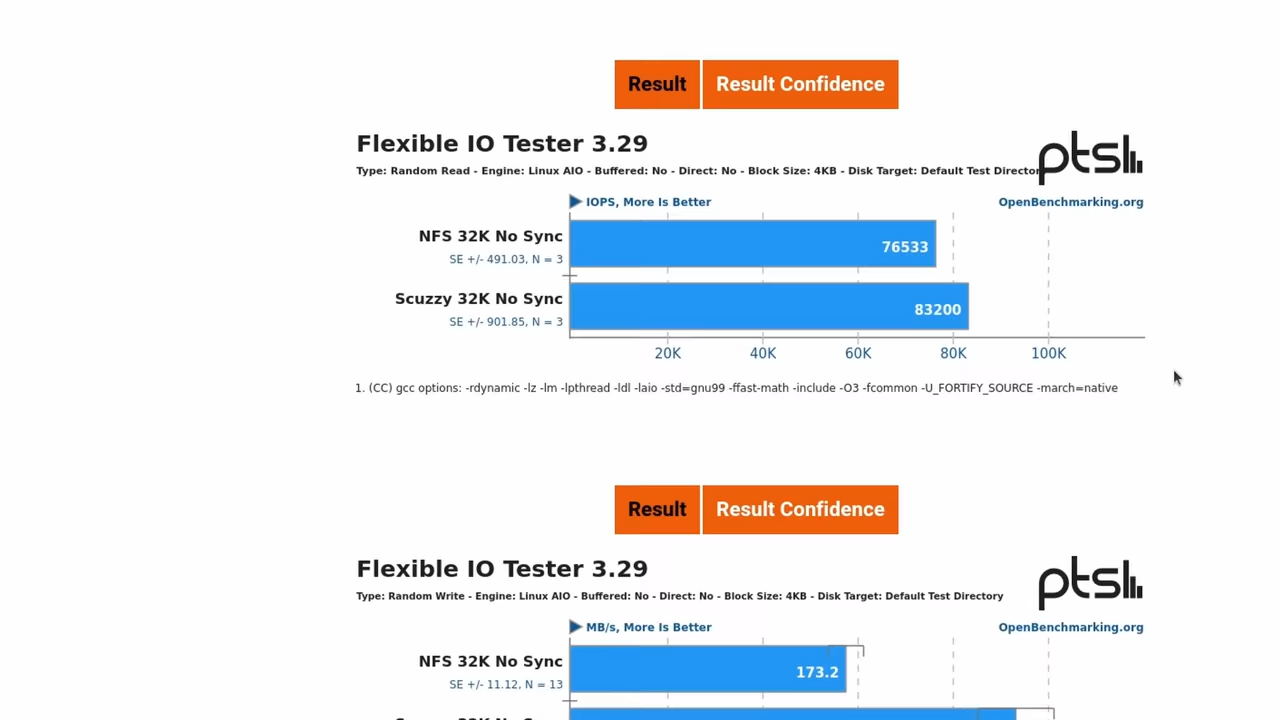 Result Result Confidence
Flexible IO Tester 3.29
ptsl
Type: Random Read - Engine: Linux AIO - Buffered: No - Direct: No - Block Size: 4KB - Disk Target: Default Test Director
IOPS, More Is Better OpenBenchmarking.org
NFS 32K No Sync 76533
SE +/- 491.03, N = 3
Scuzzy 32K No Sync 83200
SE +/- 901.85, N = 3
20K 40K 60K 80K 100K
1. (CC) gcc options: -rdynamic -lz -lm -lpthread -ldl -laio -std=gnu99 -ffast-math -include -O3 -fcommon -U_FORTIFY_SOURCE -march=native
Result Result Confidence
Flexible IO Tester 3.29
ptsl
Type: Random Write - Engine: Linux AIO - Buffered: No - Direct: No - Block Size: 4KB - Disk Target: Default Test Directory
MB/s, More Is Better OpenBenchmarking.org
NFS 32K No Sync 173.2
SE +/- 11.12, N = 13